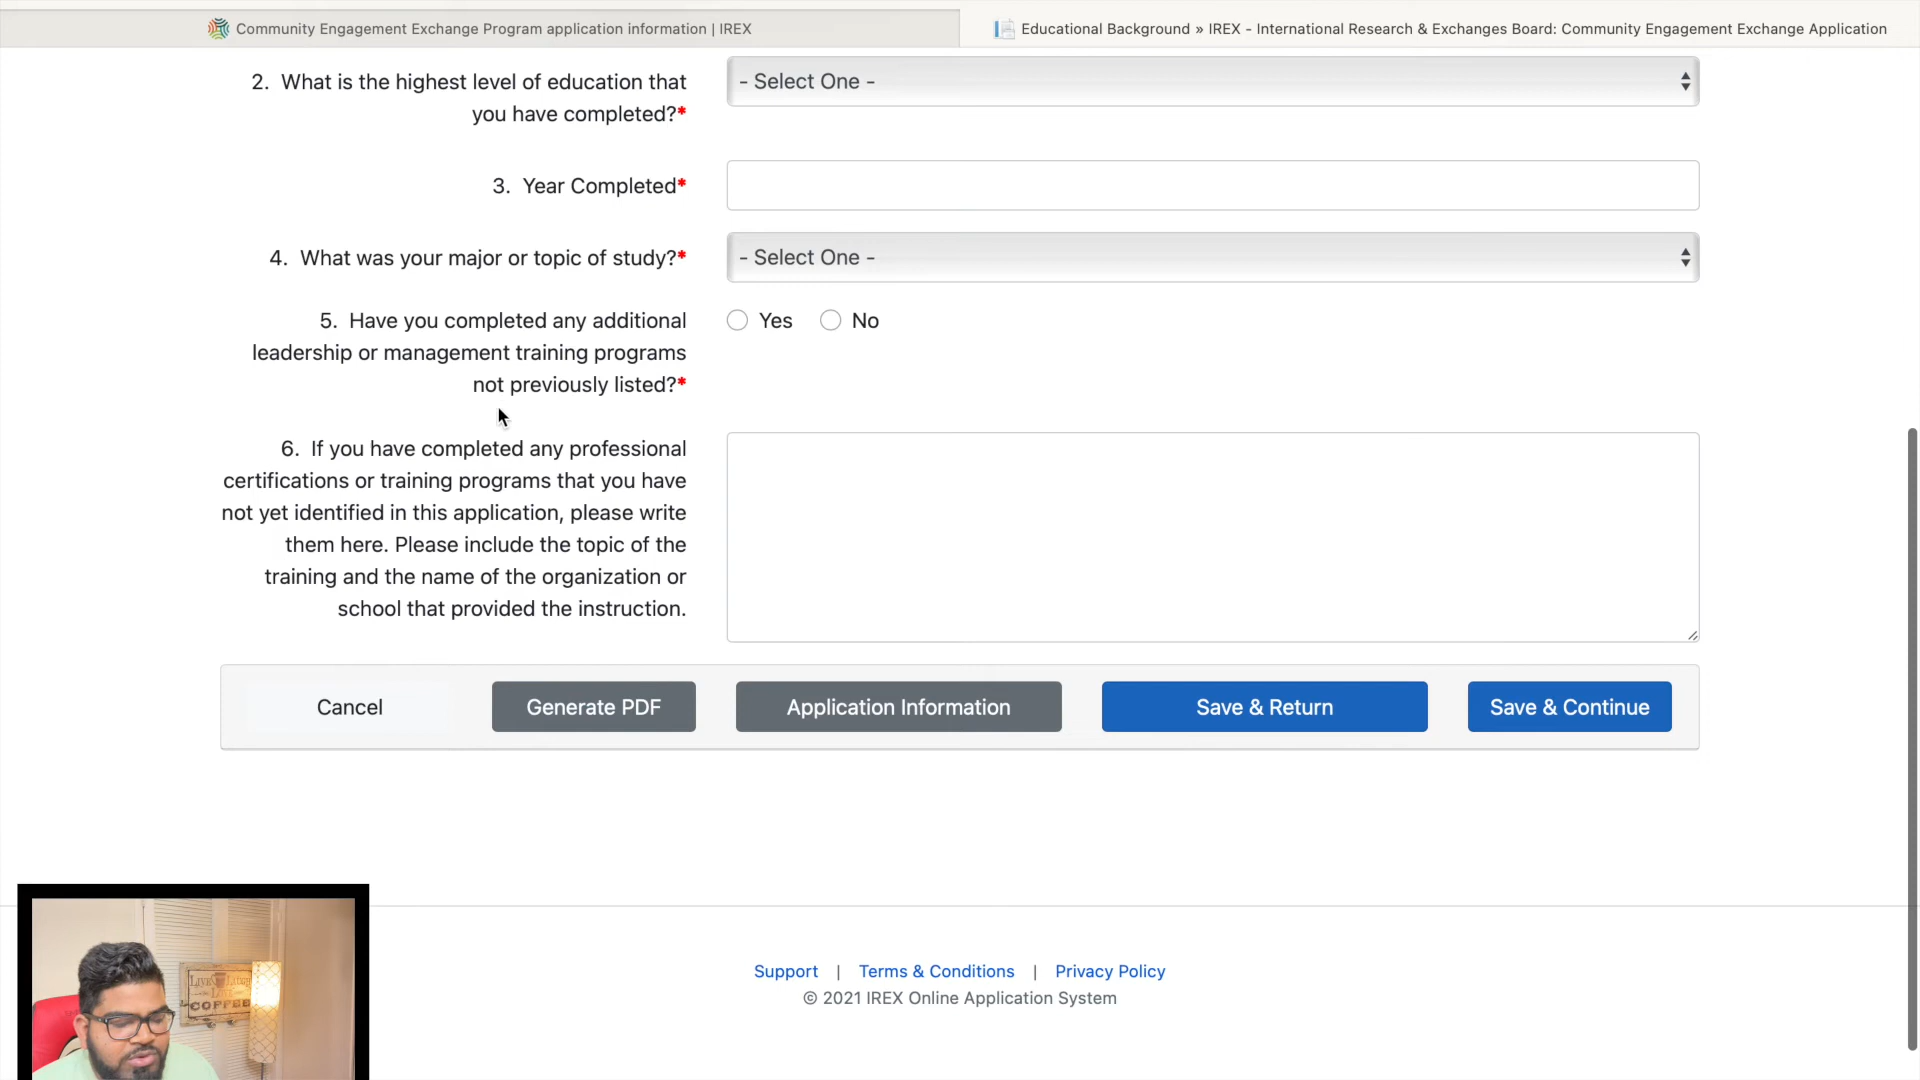 Community Engagement Exchange Program application information | IREX
Educational Background » IREX - International Research & Exchanges Board: Community Engagement Exchange Application
2. What is the highest level of education that
you have completed?*
- Select One -
3. Year Completed*
4. What was your major or topic of study?*
- Select One -
5. Have you completed any additional
leadership or management training programs
not previously listed?*
Yes
No
6. If you have completed any professional
certifications or training programs that you have
not yet identified in this application, please write
them here. Please include the topic of the
training and the name of the organization or
school that provided the instruction.
Cancel
Generate PDF
Application Information
Save & Return
Save & Continue
Support | Terms & Conditions | Privacy Policy
© 2021 IREX Online Application System
COFFEE